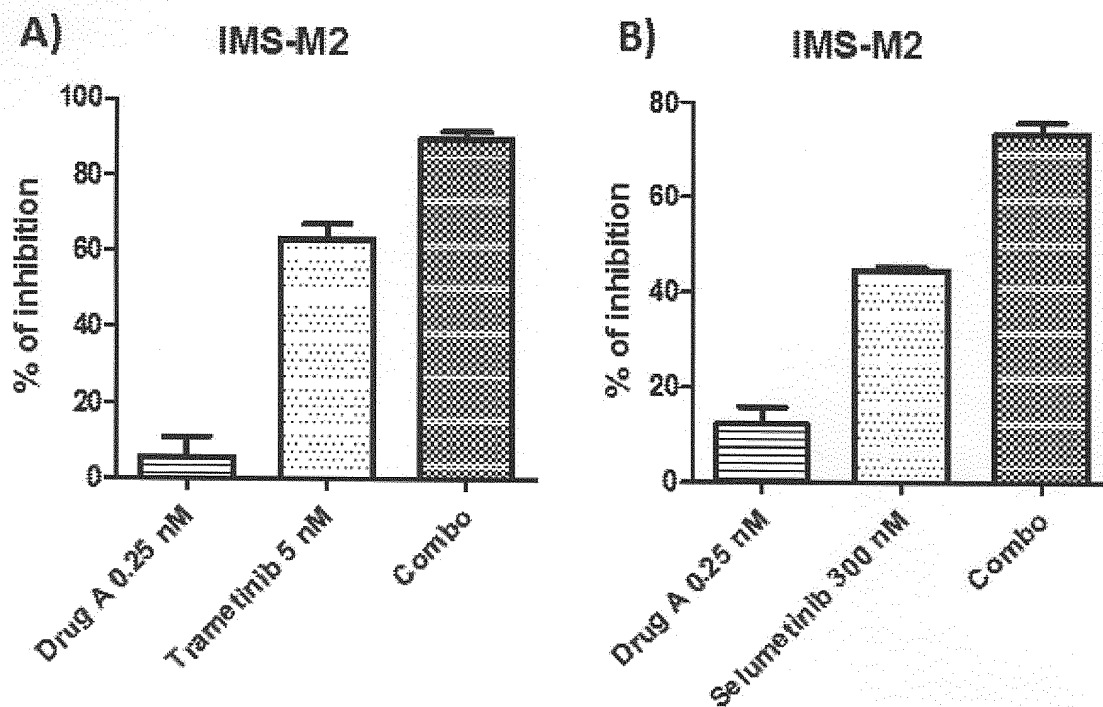 A)
IMS-M2
% of inhibition
100
80
60
40
20
0
Drug A 0.25 nM
Trametinib 5 nM
Combo
B)
IMS-M2
% of inhibition
80
60
40
20
0
Drug A 0.25 nM
Selumetinib 300 nM
Combo